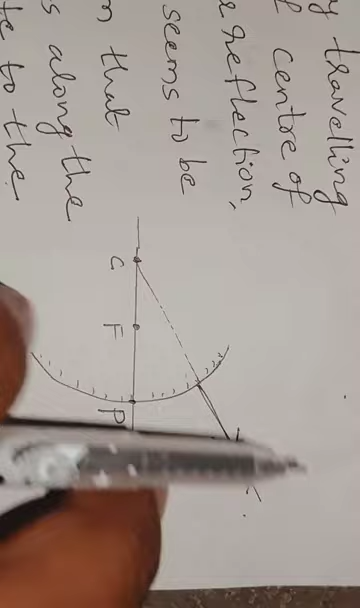 travelling
centre of
reflection,
seems to be
that
along the
to the
C
F
P